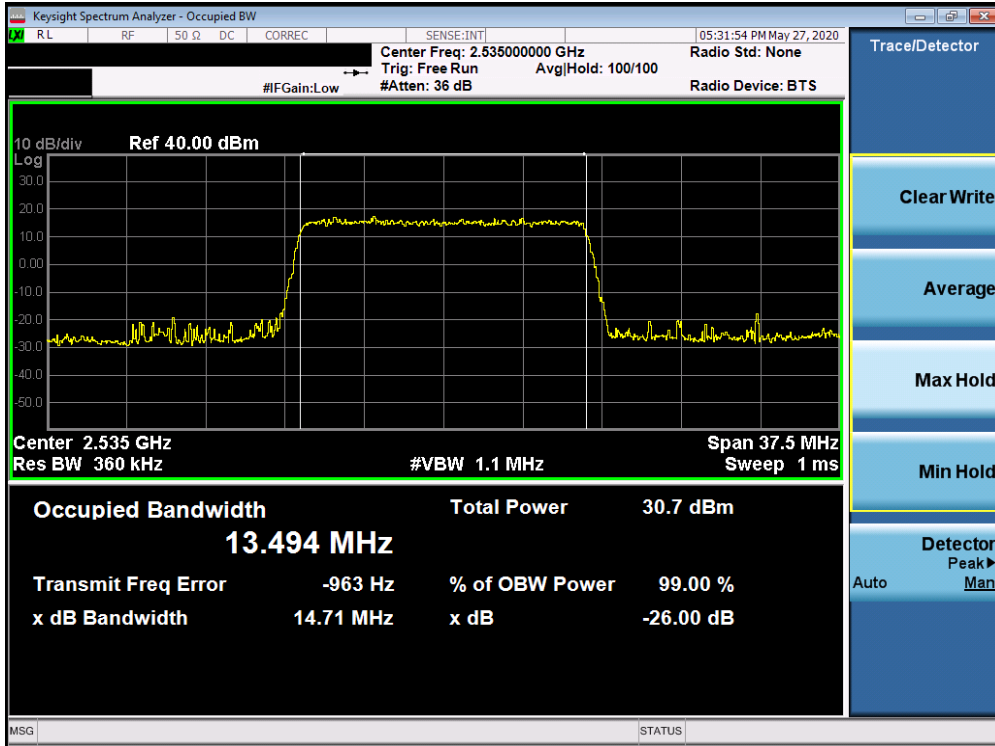 Keysight Spectrum Analyzer - Occupied BW
LXI RL RF 50 Ω DC CORREC SENSE:INT 05:31:54 PM May 27, 2020
Center Freq: 2.535000000 GHz Radio Std: None
Trig: Free Run Avg|Hold: 100/100
#IFGain:Low #Atten: 36 dB Radio Device: BTS
10 dB/div Ref 40.00 dBm
Log
30.0
20.0
10.0
0.00
-10.0
-20.0
-30.0
-40.0
-50.0
Center 2.535 GHz Span 37.5 MHz
Res BW 360 kHz #VBW 1.1 MHz Sweep 1 ms
Occupied Bandwidth Total Power 30.7 dBm
13.494 MHz
Transmit Freq Error -963 Hz % of OBW Power 99.00 %
x dB Bandwidth 14.71 MHz x dB -26.00 dB
MSG STATUS
Trace/Detector
Clear Write
Average
Max Hold
Min Hold
Detector
Peak▶
Auto Man